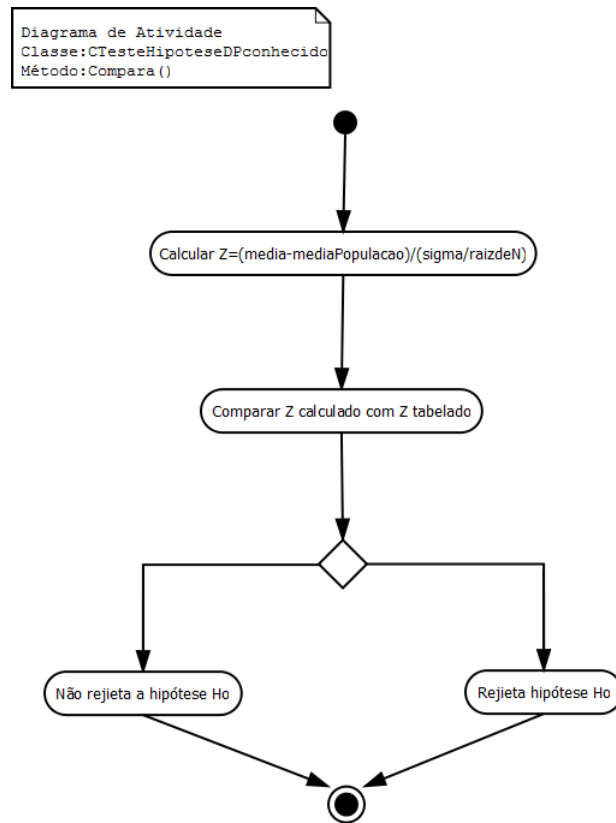 Diagrama de Atividade
Classe:CTesteHipoteseDPconhecido
Método:Compara()
Calcular Z=(media-mediaPopulacao)/(sigma/raizdeN)
Comparar Z calculado com Z tabelado
Não rejieta a hipótese Ho
Rejieta hipótese Ho